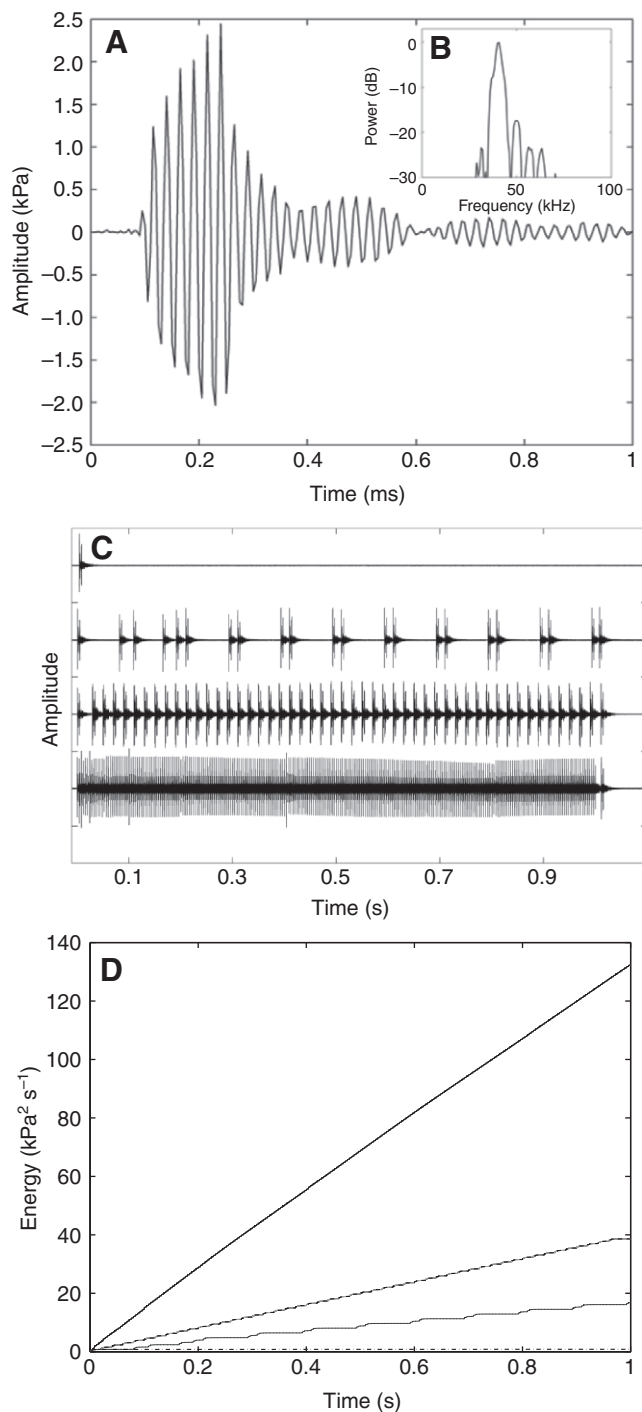 A
B
2.5
2.0
1.5
1.0
0.5
0
–0.5
–1.0
–1.5
–2.0
–2.5
Amplitude (kPa)
0
–10
–20
–30
Power (dB)
0 50 100
Frequency (kHz)
0 0.2 0.4 0.6 0.8 1
Time (ms)
C
Amplitude
0.1 0.3 0.5 0.7 0.9
Time (s)
D
140
120
100
80
60
40
20
0
Energy (kPa² s⁻¹)
0 0.2 0.4 0.6 0.8 1
Time (s)